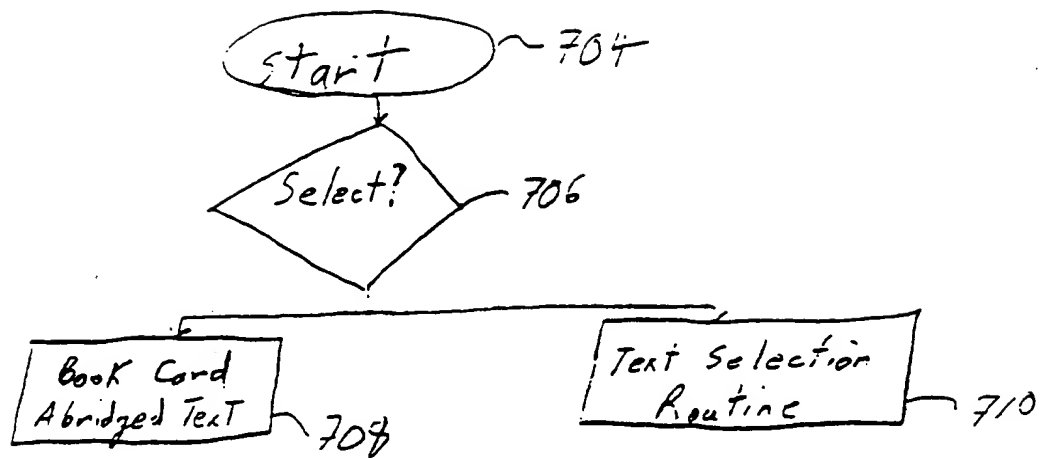 start
704
Select?
706
Book Card
Abridged Text
708
Text Selection
Routine
710